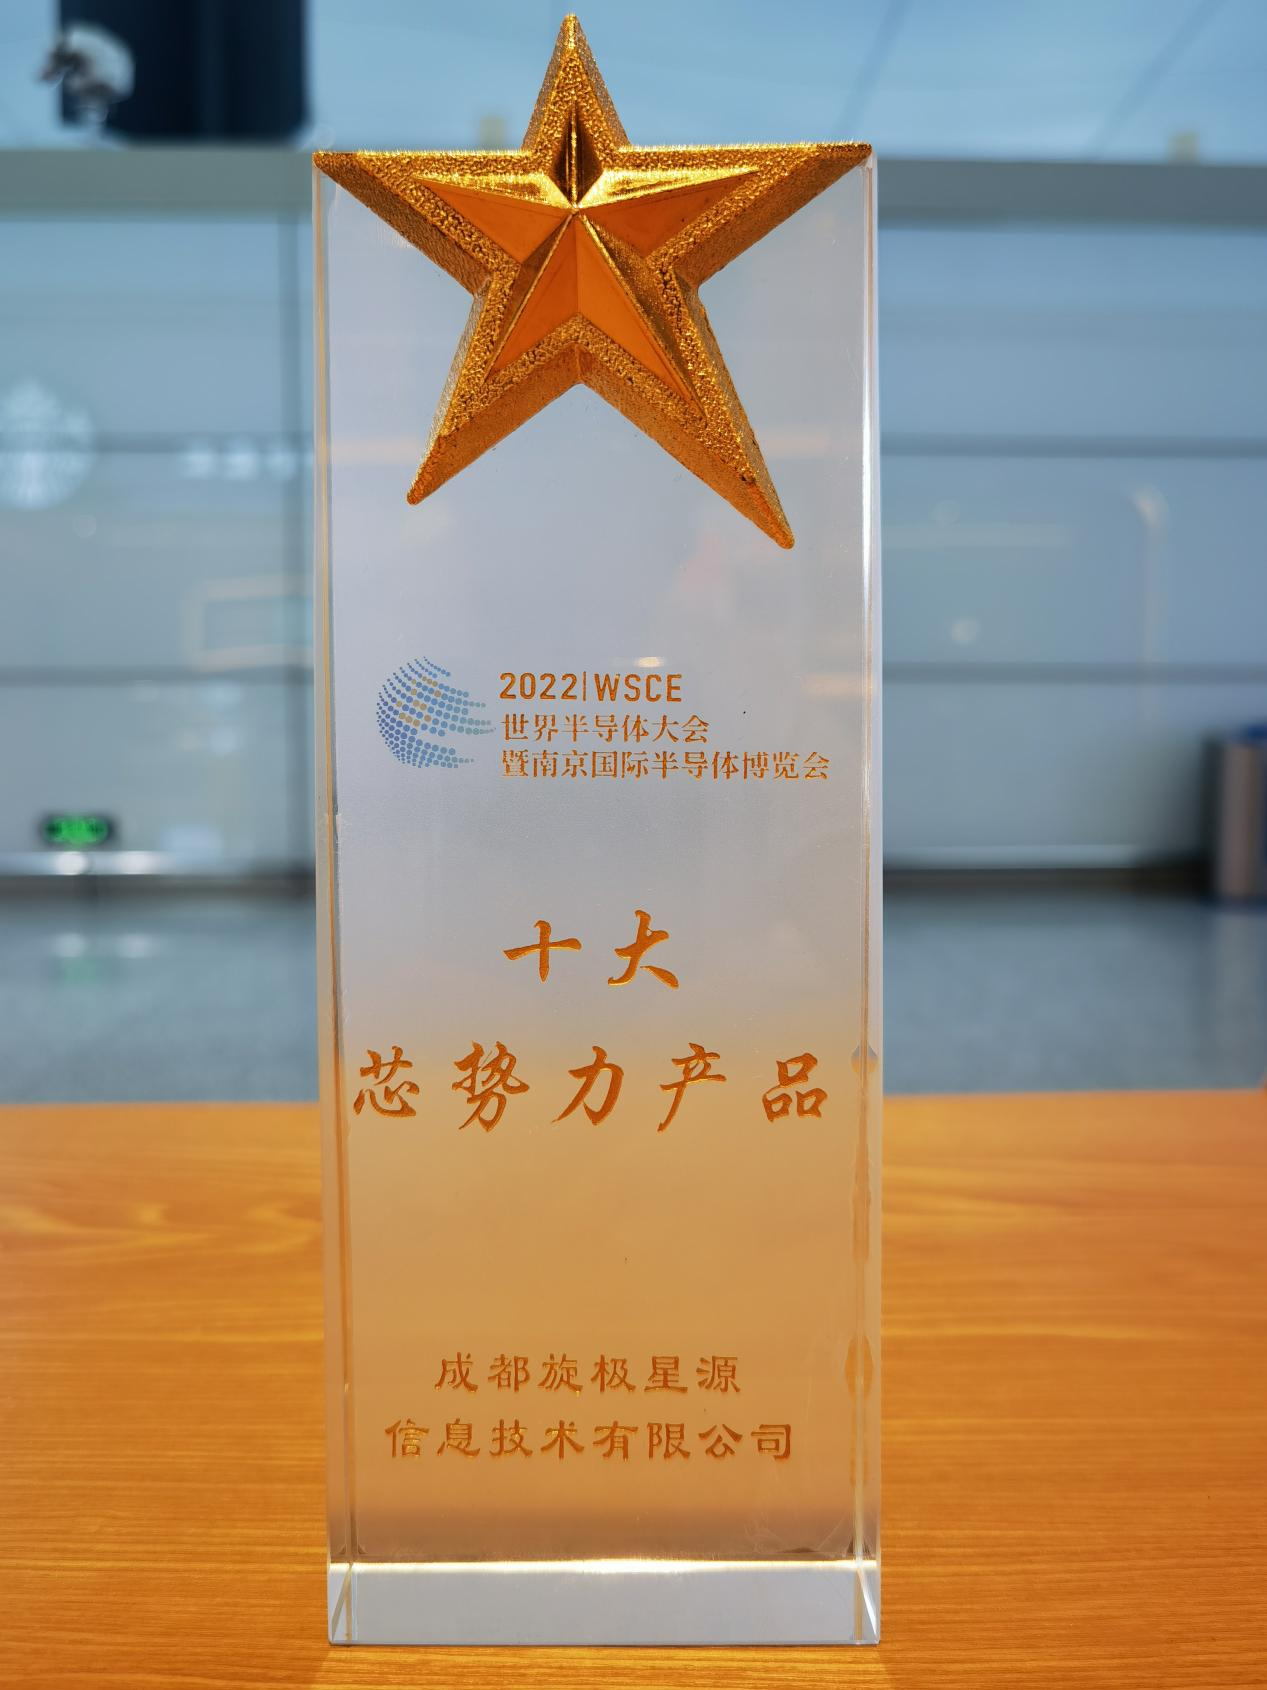 2022|WSCE
世界半导体大会
暨南京国际半导体博览会
十大
芯势力产品
成都旋极星源
信息技术有限公司